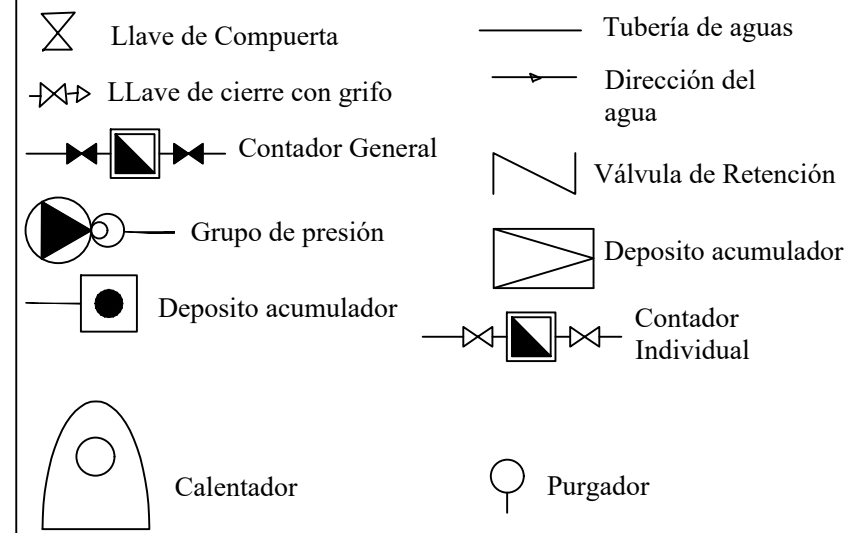 Llave de Compuerta
LLave de cierre con grifo
Contador General
Grupo de presión
Deposito acumulador
Calentador
Tubería de aguas
Dirección del
agua
Válvula de Retención
Deposito acumulador
Contador
Individual
Purgador